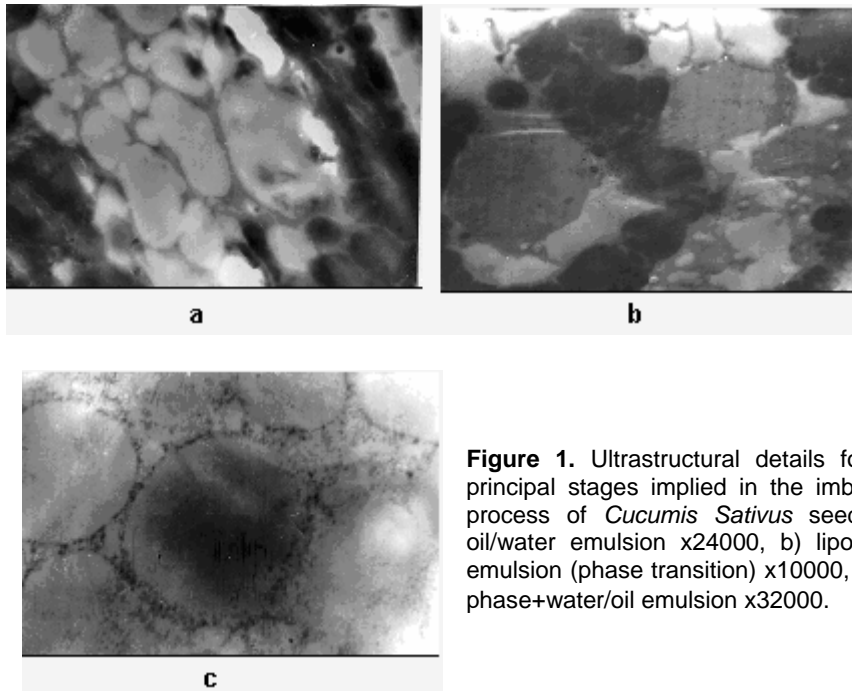 a
b
c
Figure 1. Ultrastructural details
principal stages implied in the
process of Cucumis Sativus
oil/water emulsion x24000, b)
emulsion (phase transition) x10000,
phase+water/oil emulsion x32000.